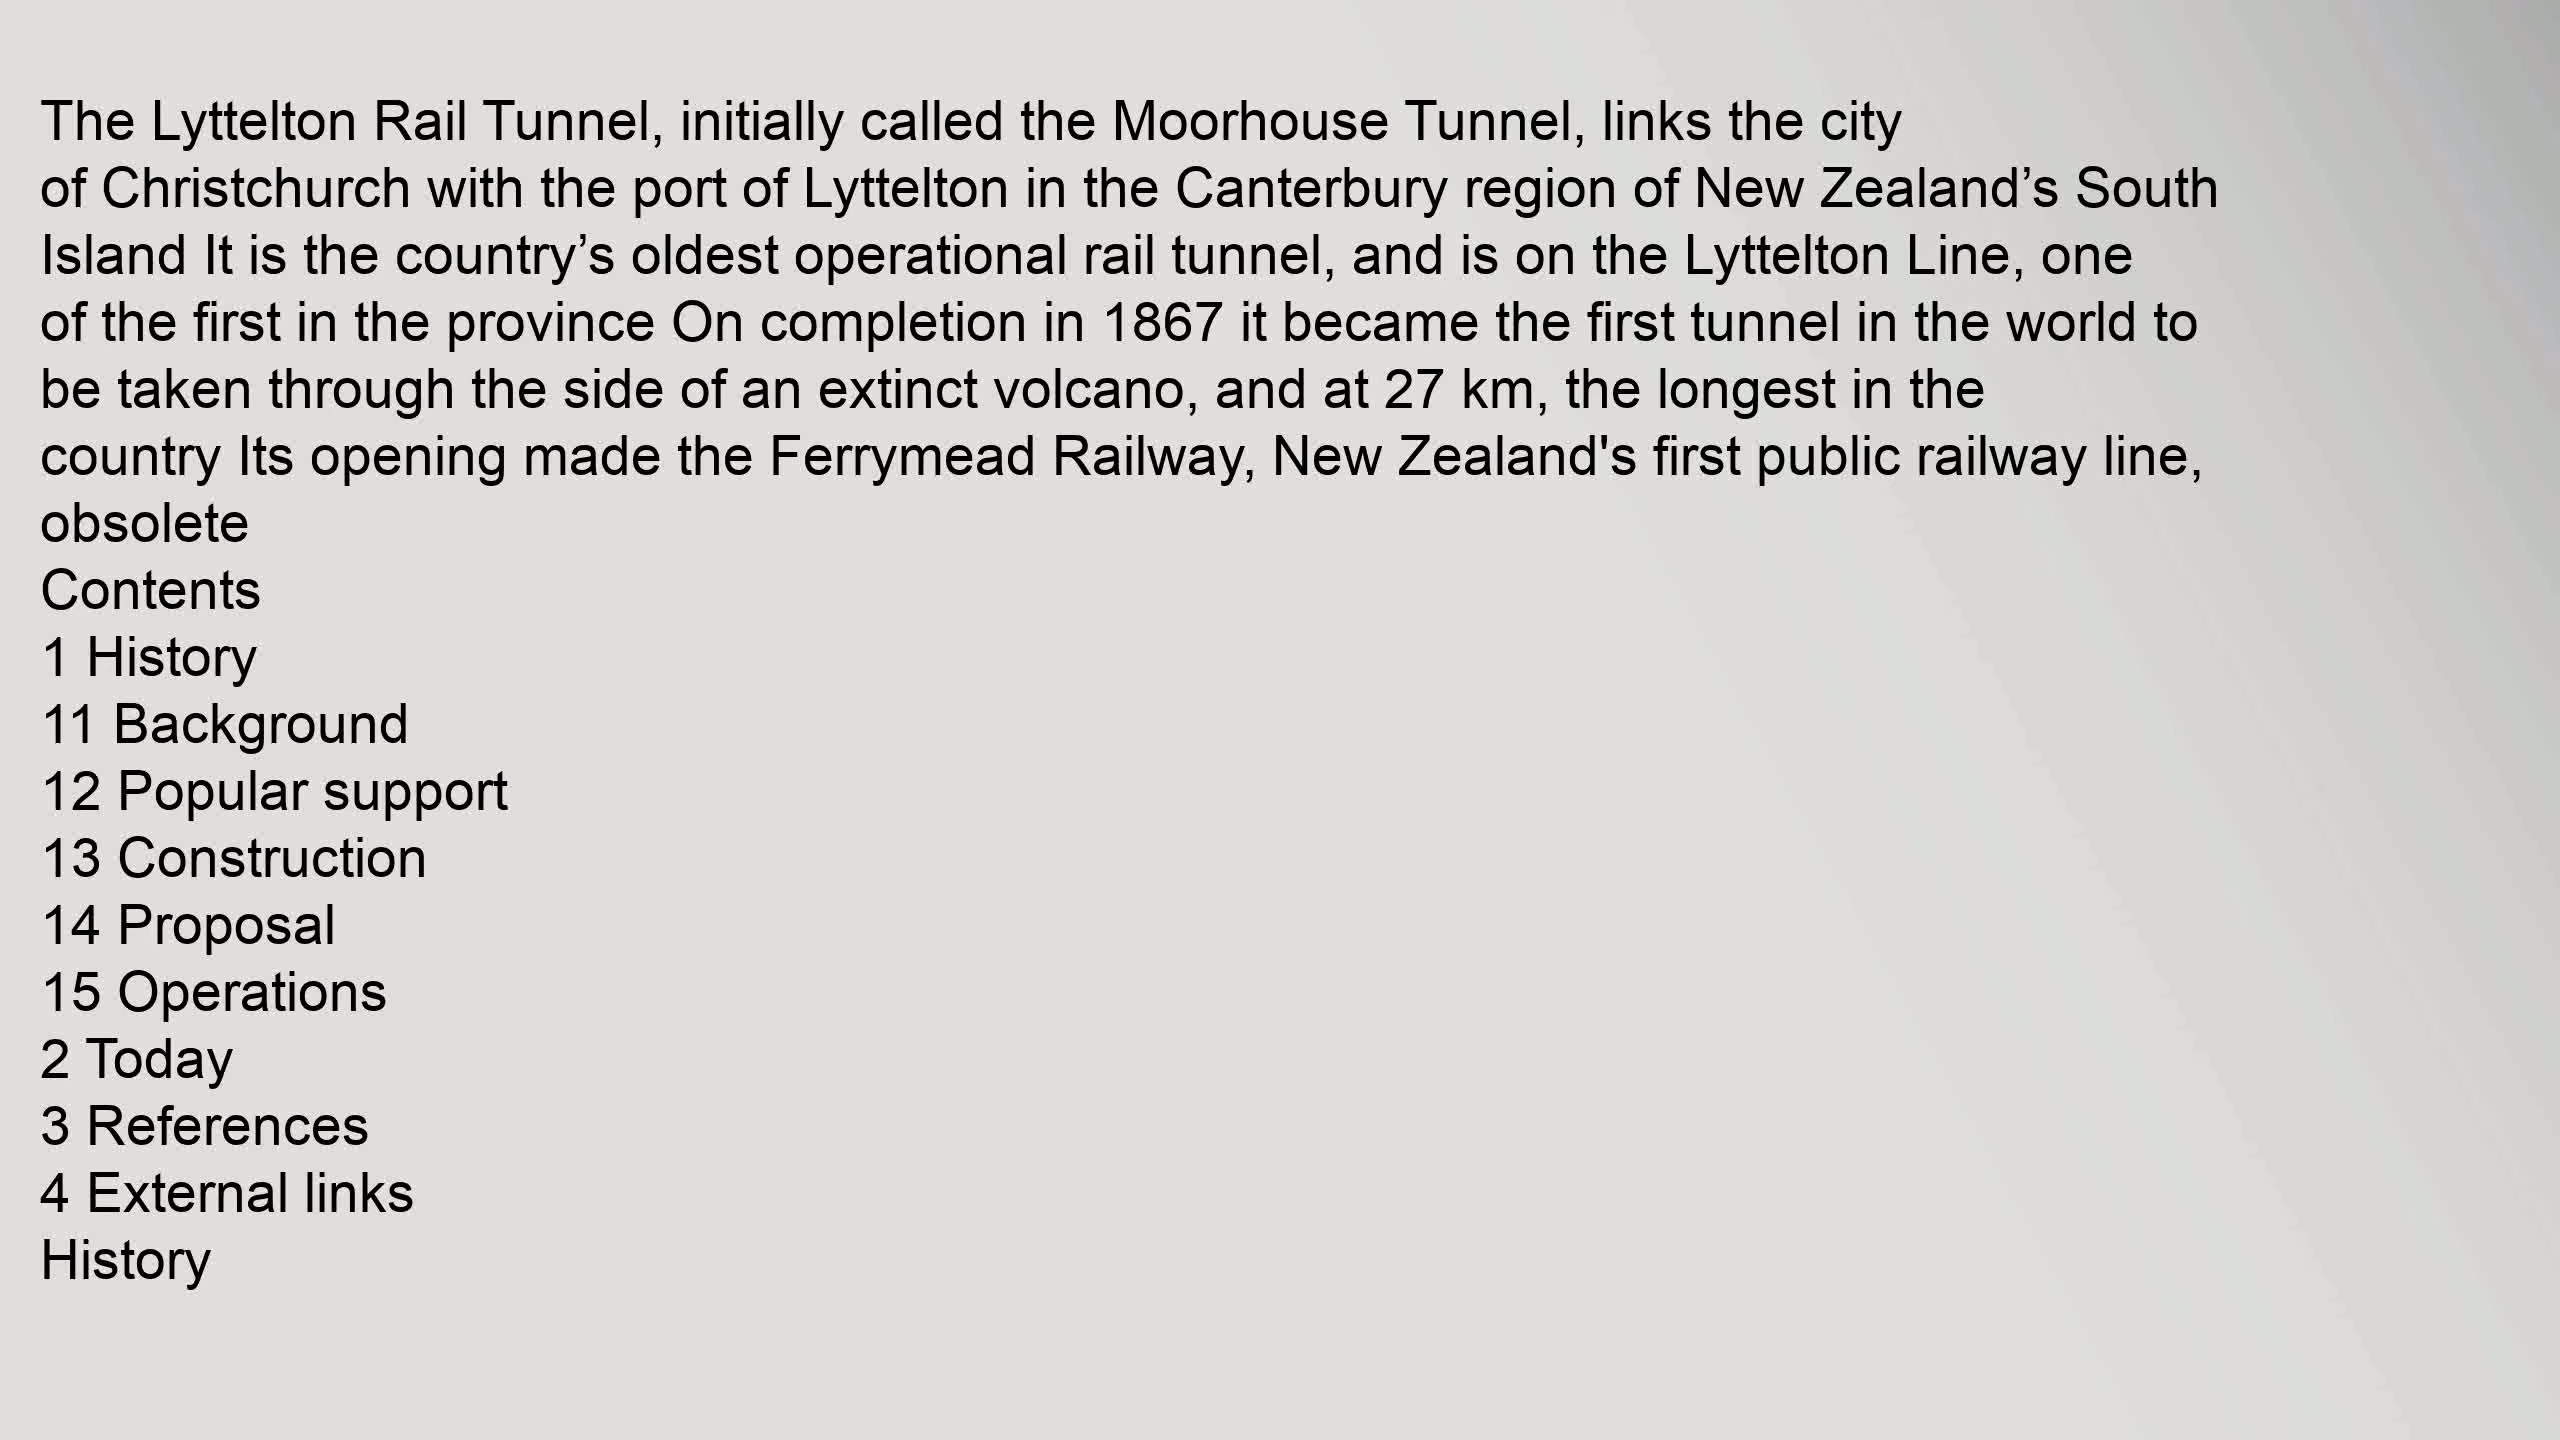 The Lyttelton Rail Tunnel, initially called the Moorhouse Tunnel, links the city
of Christchurch with the port of Lyttelton in the Canterbury region of New Zealand’s South
Island It is the country’s oldest operational rail tunnel, and is on the Lyttelton Line, one
of the first in the province On completion in 1867 it became the first tunnel in the world to
be taken through the side of an extinct volcano, and at 27 km, the longest in the
country Its opening made the Ferrymead Railway, New Zealand's first public railway line,
obsolete
Contents
1 History
11 Background
12 Popular support
13 Construction
14 Proposal
15 Operations
2 Today
3 References
4 External links
History